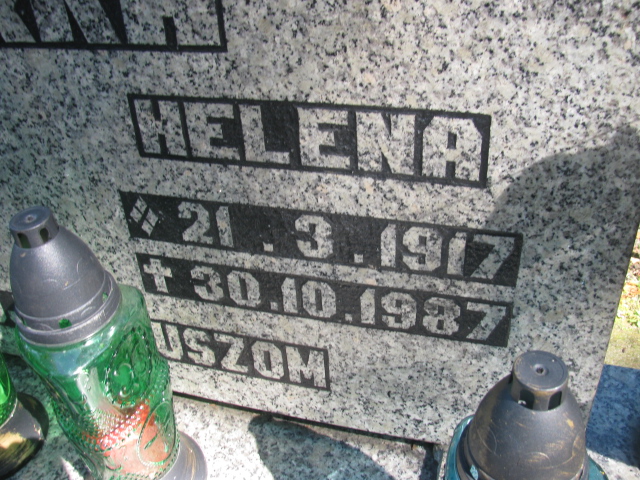 HELENA
21.3.1917
✝ 30.10.1987
USZOM